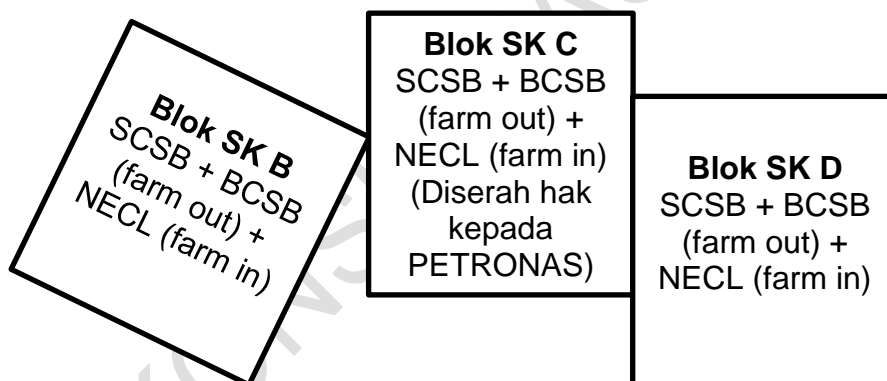 Blok SK B
SCSB + BCSB
(farm out) +
NECL (farm in)
Blok SK C
SCSB + BCSB
(farm out) +
NECL (farm in)
(Diserah hak
kepada
PETRONAS)
Blok SK D
SCSB + BCSB
(farm out) +
NECL (farm in)